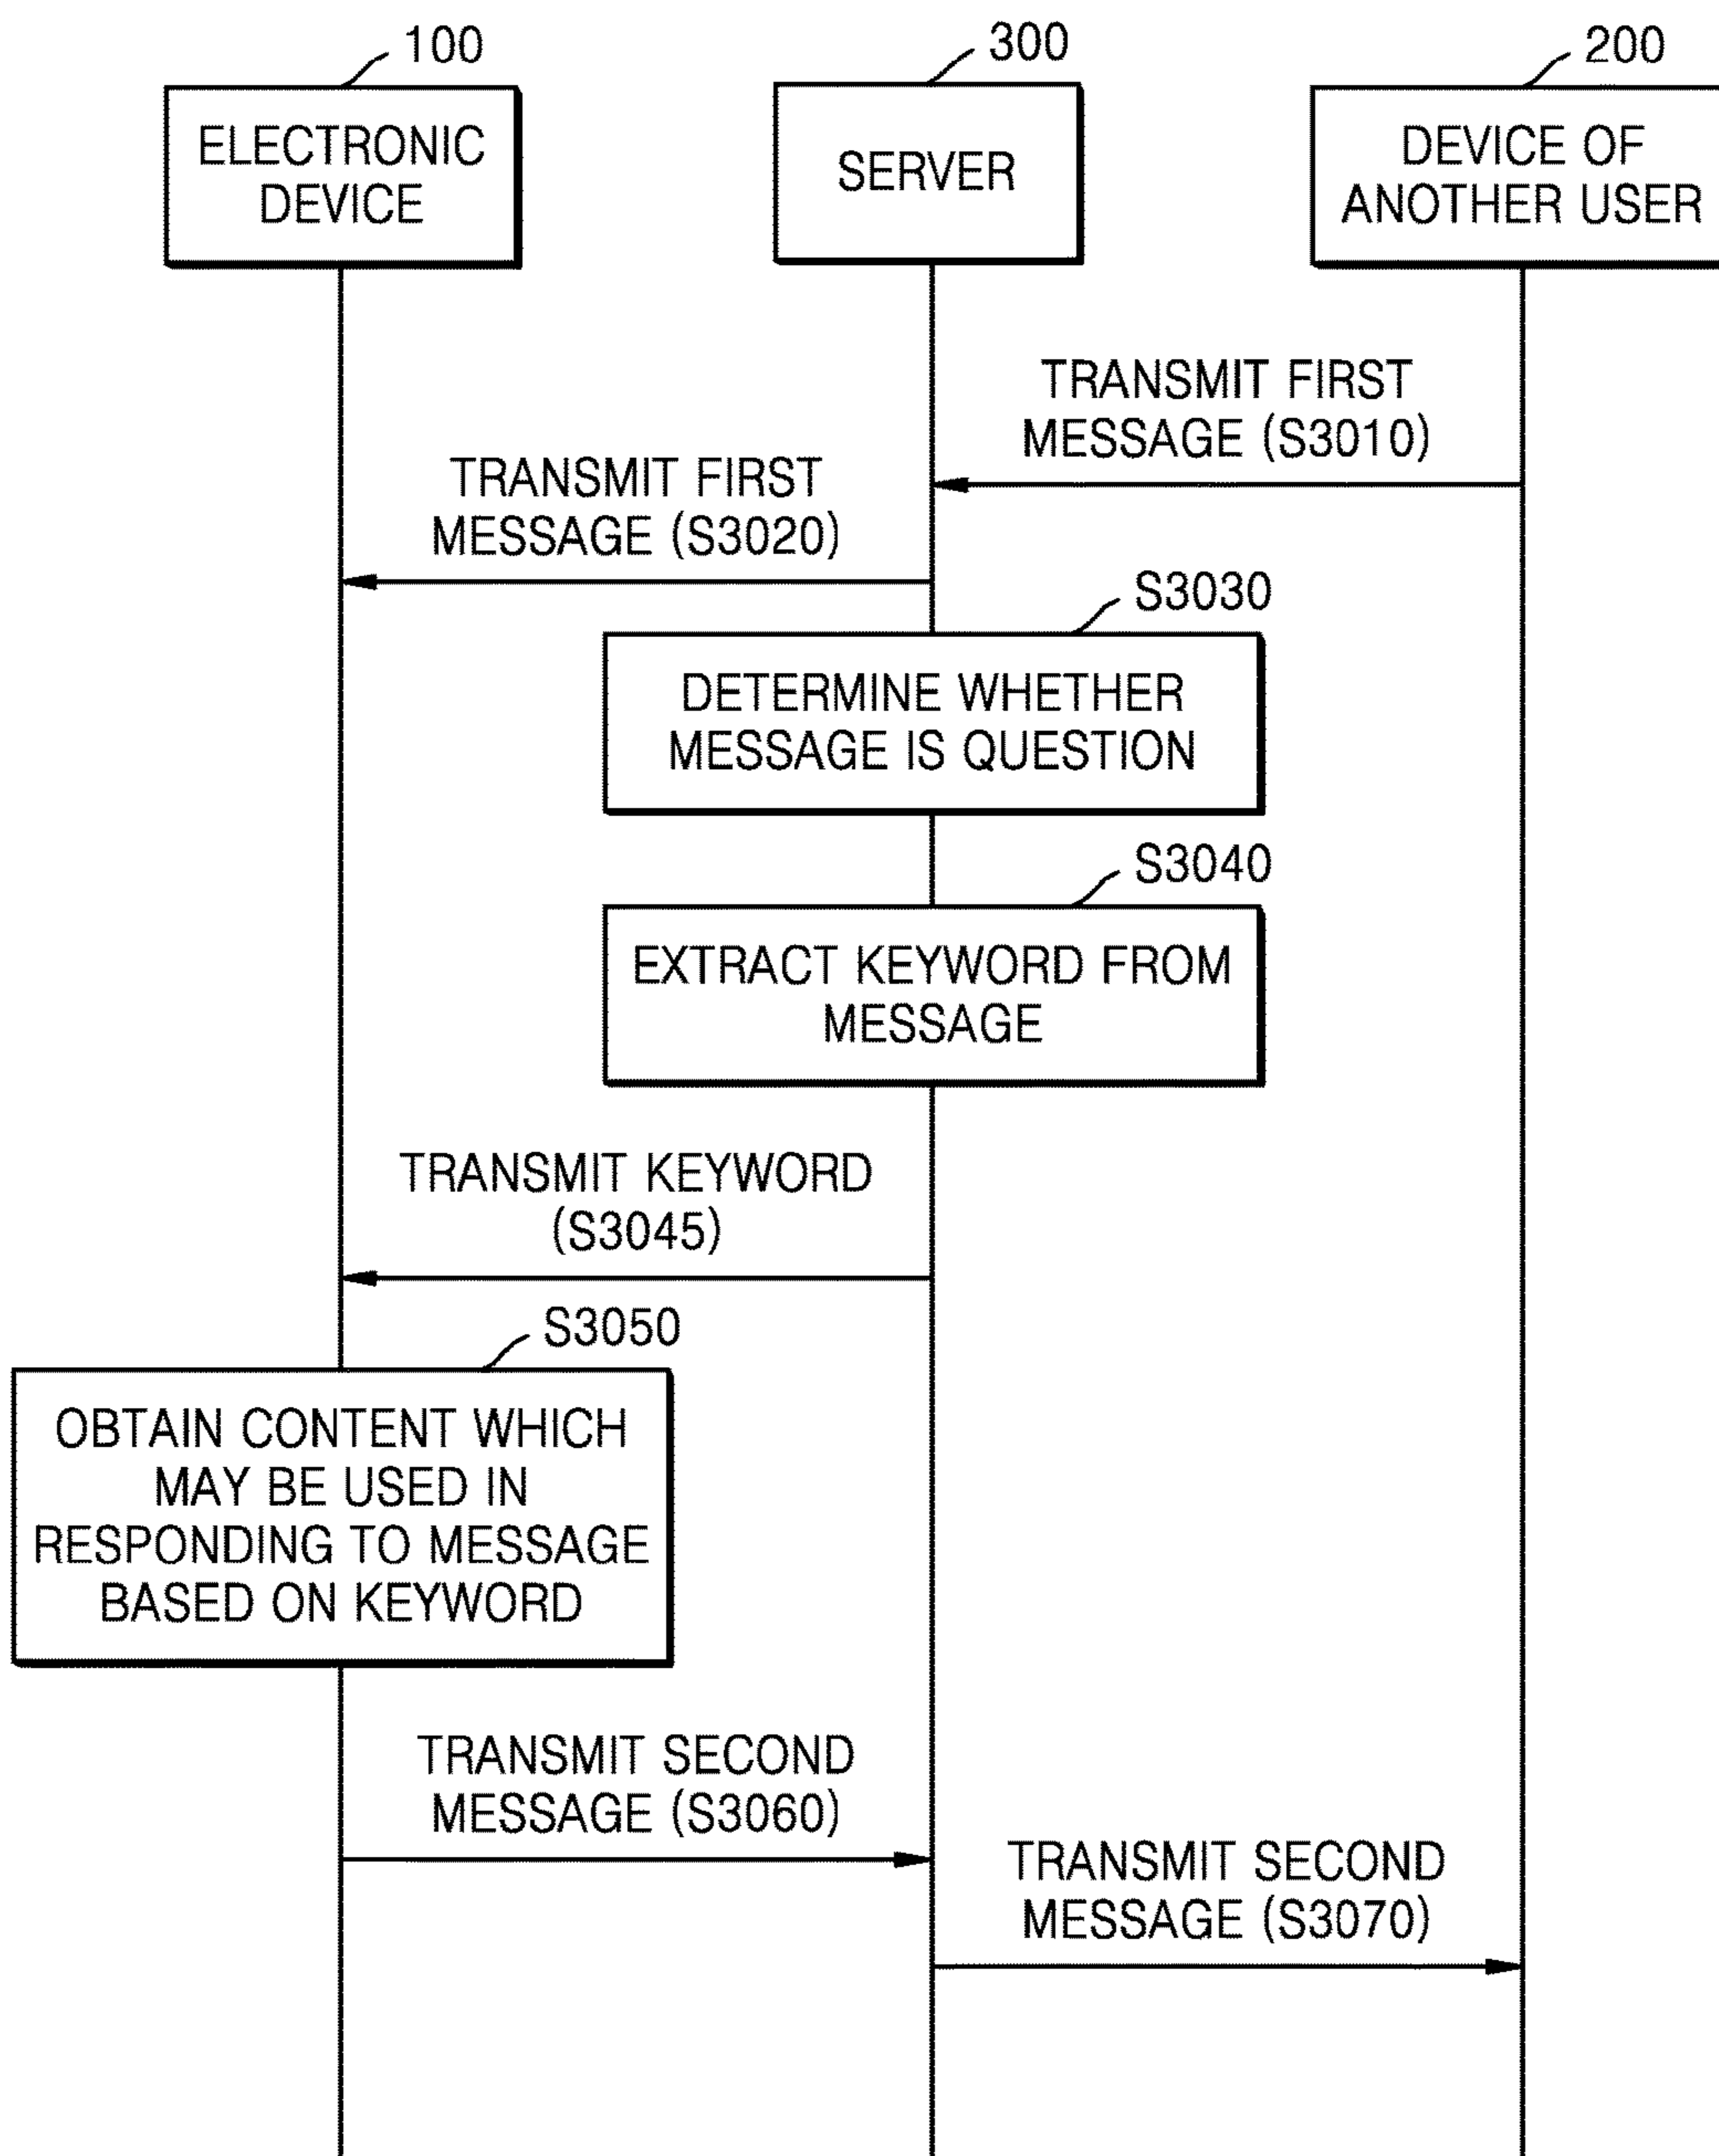 100
300
200
ELECTRONIC
DEVICE
SERVER
DEVICE OF
ANOTHER USER
TRANSMIT FIRST
MESSAGE (S3010)
TRANSMIT FIRST
MESSAGE (S3020)
S3030
DETERMINE WHETHER
MESSAGE IS QUESTION
S3040
EXTRACT KEYWORD FROM
MESSAGE
TRANSMIT KEYWORD
(S3045)
S3050
OBTAIN CONTENT WHICH
MAY BE USED IN
RESPONDING TO MESSAGE
BASED ON KEYWORD
TRANSMIT SECOND
MESSAGE (S3060)
TRANSMIT SECOND
MESSAGE (S3070)